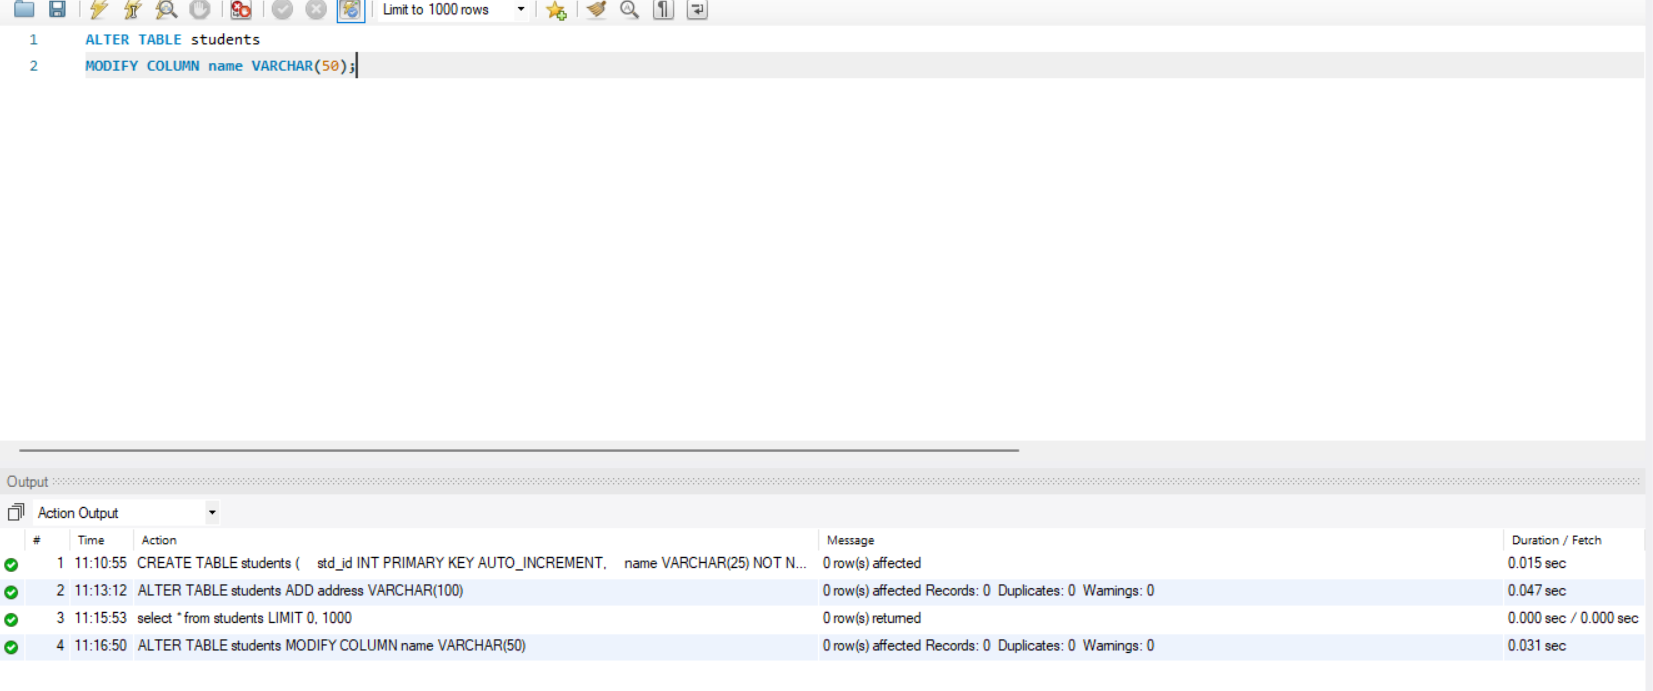 Limit to 1000 rows
1 ALTER TABLE students
2 MODIFY COLUMN name VARCHAR(50);
Output
Action Output
# Time Action Message Duration / Fetch
1 11:10:55 CREATE TABLE students ( std_id INT PRIMARY KEY AUTO_INCREMENT, name VARCHAR(25) NOT N... 0 row(s) affected 0.015 sec
2 11:13:12 ALTER TABLE students ADD address VARCHAR(100) 0 row(s) affected Records: 0 Duplicates: 0 Warnings: 0 0.047 sec
3 11:15:53 select * from students LIMIT 0, 1000 0 row(s) returned 0.000 sec / 0.000 sec
4 11:16:50 ALTER TABLE students MODIFY COLUMN name VARCHAR(50) 0 row(s) affected Records: 0 Duplicates: 0 Warnings: 0 0.031 sec